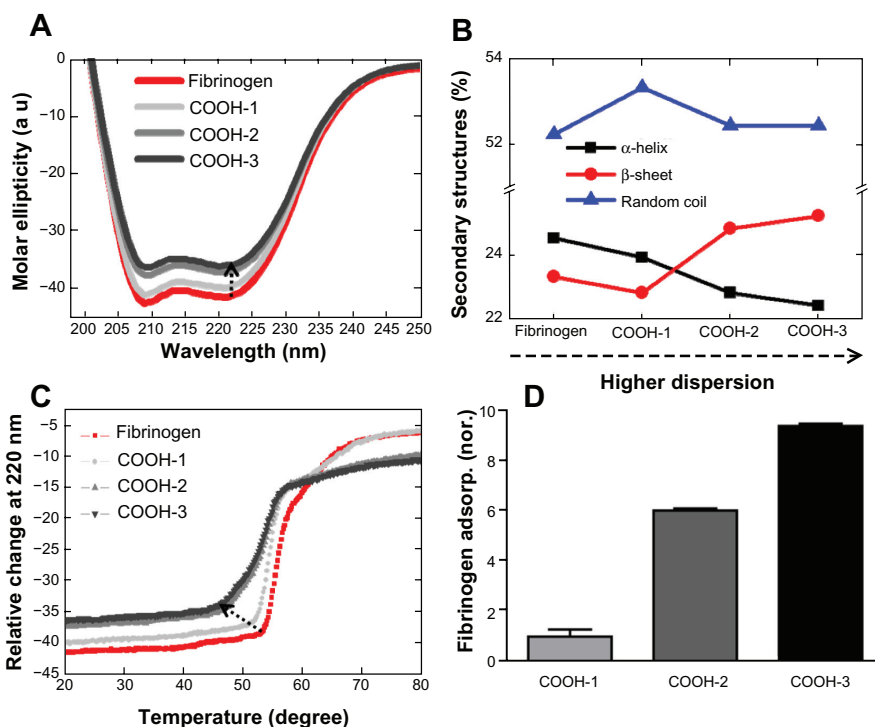 A
Molar ellipticity (a u)
0
−10
−20
−30
−40
Fibrinogen
COOH-1
COOH-2
COOH-3
200 205 210 215 220 225 230 235 240 245 250
Wavelength (nm)
B
Secondary structures (%)
54
52
24
22
α-helix
β-sheet
Random coil
Fibrinogen COOH-1 COOH-2 COOH-3
Higher dispersion
C
Relative change at 220 nm
−5
−10
−15
−20
−25
−30
−35
−40
−45
Fibrinogen
COOH-1
COOH-2
COOH-3
20 30 40 50 60 70 80
Temperature (degree)
D
Fibrinogen adsorp. (nor.)
10
8
6
4
2
0
COOH-1 COOH-2 COOH-3